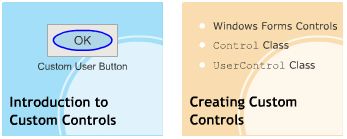 OK
Custom User Button
Introduction to
Custom Controls
Windows Forms Controls
Control Class
UserControl Class
Creating Custom
Controls